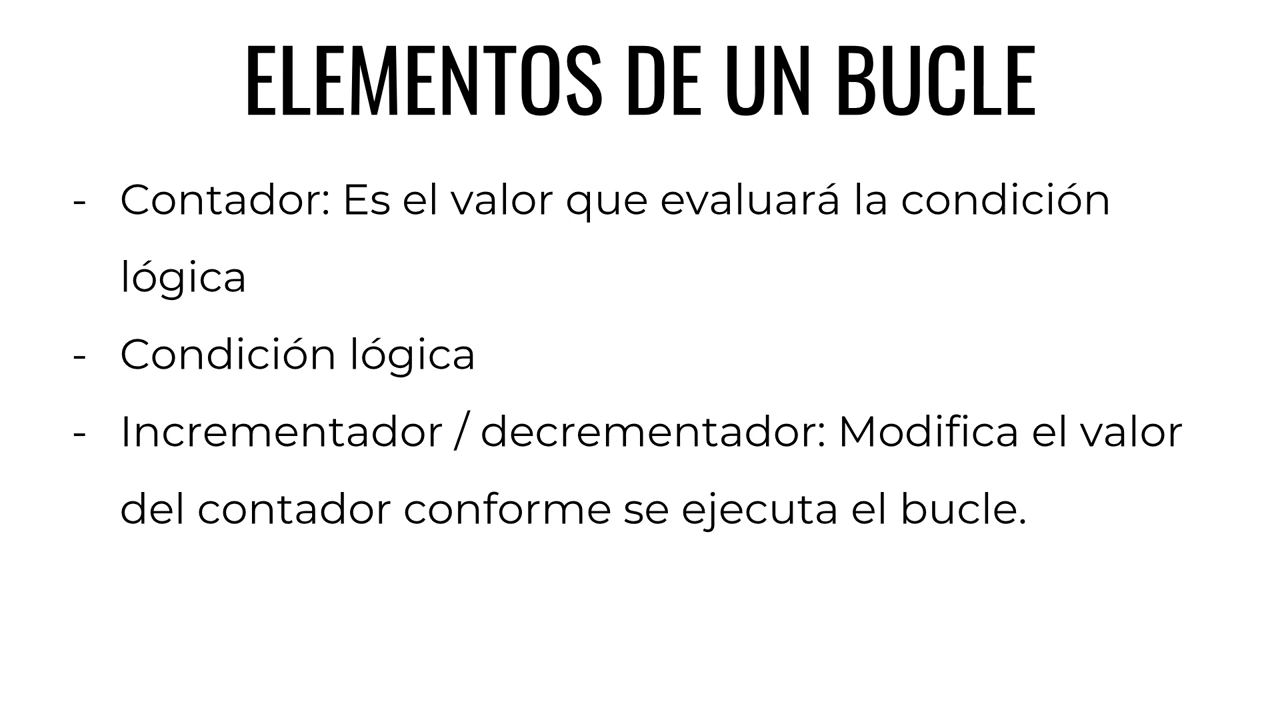 ELEMENTOS DE UN BUCLE
- Contador: Es el valor que evaluará la condición
lógica
- Condición lógica
- Incrementador / decrementador: Modifica el valor
del contador conforme se ejecuta el bucle.